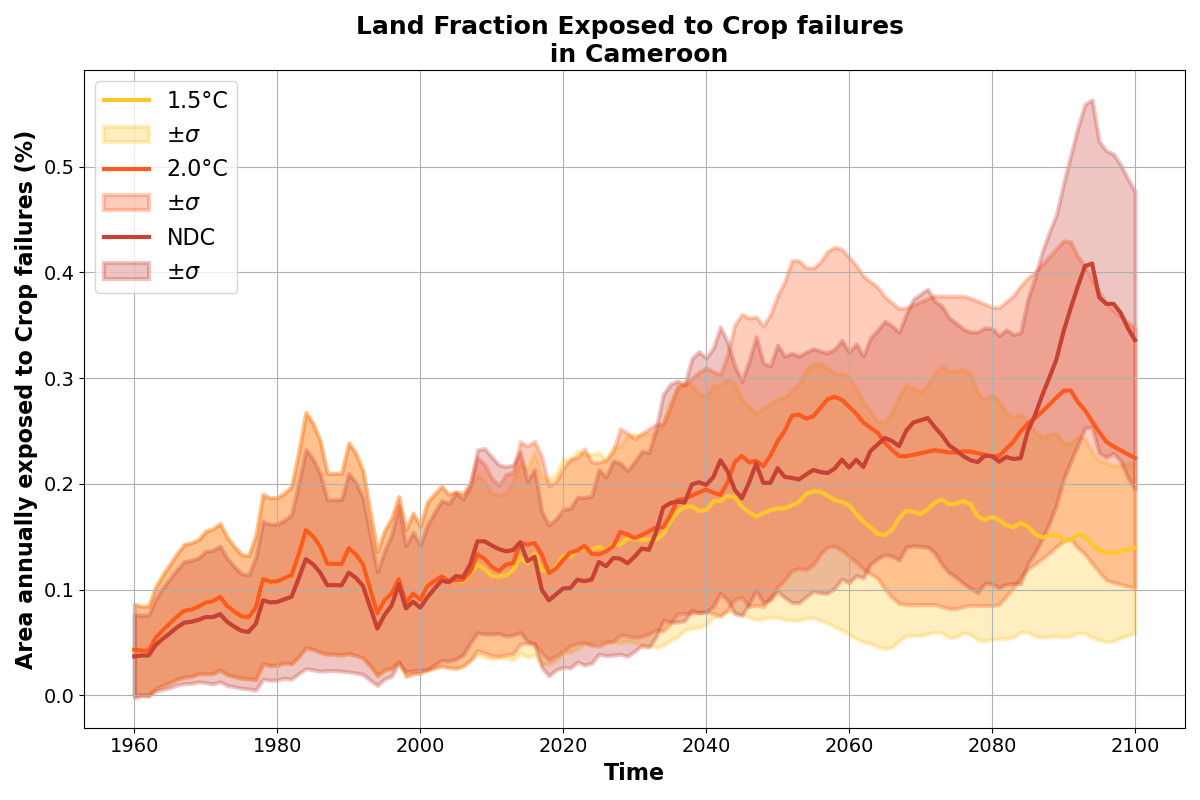 Land Fraction Exposed to Crop failures
in Cameroon
Area annually exposed to Crop failures (%)
0.5
0.4
0.3
0.2
0.1
0.0
1.5°C
±σ
2.0°C
±σ
NDC
±σ
1960 1980 2000 2020 2040 2060 2080 2100
Time